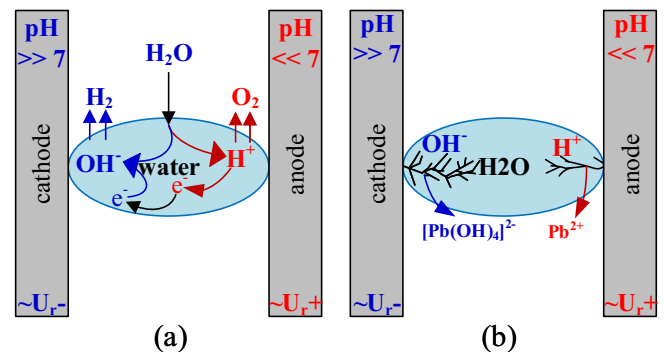 pH
>> 7
cathode
~Uᵣ-
H₂O
H₂
O₂
OH⁻
water
H⁺
e⁻
e⁻
pH
<< 7
anode
~Uᵣ+
(a)
pH
>> 7
cathode
~Uᵣ-
OH⁻
H2O
H⁺
[Pb(OH)₄]²⁻
Pb²⁺
pH
<< 7
anode
~Uᵣ+
(b)